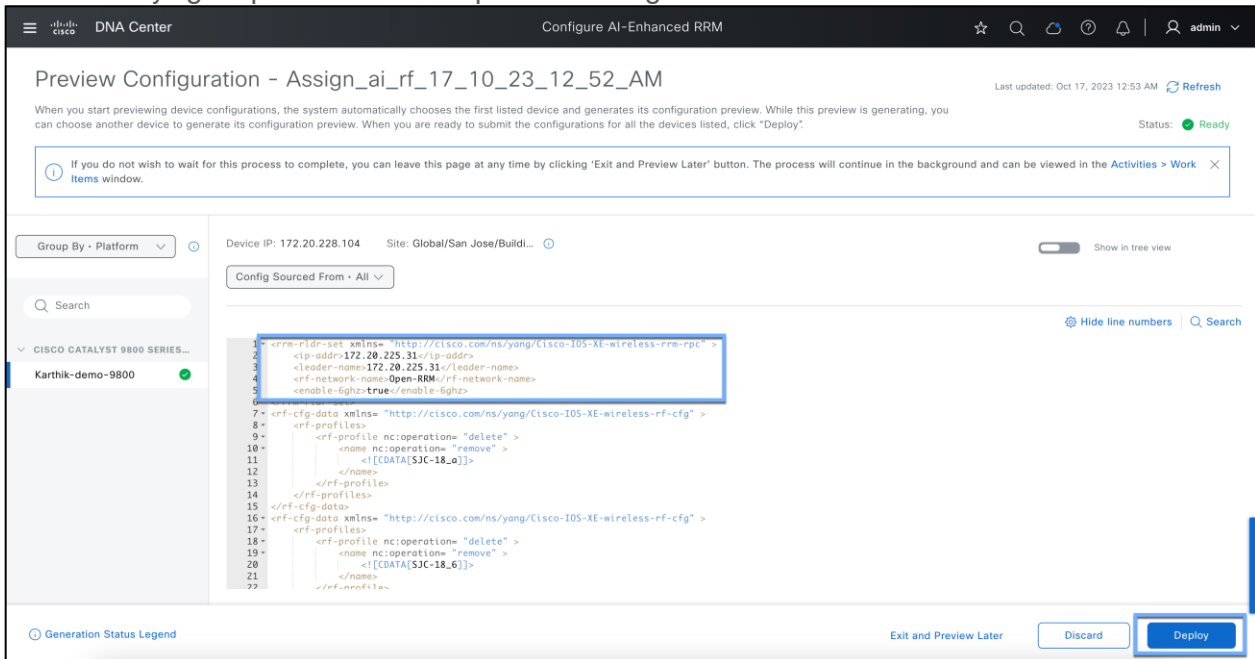 cisco DNA Center
Configure AI-Enhanced RRM
admin
Preview Configuration - Assign_ai_rf_17_10_23_12_52_AM
Last updated: Oct 17, 2023 12:53 AM Refresh
When you start previewing device configurations, the system automatically chooses the first listed device and generates its configuration preview. While this preview is generating, you
can choose another device to generate its configuration preview. When you are ready to submit the configurations for all the devices listed, click "Deploy".
Status: Ready
If you do not wish to wait for this process to complete, you can leave this page at any time by clicking 'Exit and Preview Later' button. The process will continue in the background and can be viewed in the Activities > Work
Items window.
Group By • Platform
Search
CISCO CATALYST 9800 SERIES...
Karthik-demo-9800
Device IP: 172.20.228.104 Site: Global/San Jose/Buildi...
Show in tree view
Config Sourced From • All
Hide line numbers Search
1 <rrm-rldr-set xmlns= "http://cisco.com/ns/yang/Cisco-IOS-XE-wireless-rrm-rpc" >
2 <ip-addr>172.20.225.31</ip-addr>
3 <leader-name>172.20.225.31</leader-name>
4 <rf-network-name>Open-RRM</rf-network-name>
5 <enable-6ghz>true</enable-6ghz>
6 </rrm-rldr-set>
7 <rf-cfg-data xmlns= "http://cisco.com/ns/yang/Cisco-IOS-XE-wireless-rf-cfg" >
8 <rf-profiles>
9 <rf-profile nc:operation= "delete" >
10 <name nc:operation= "remove" >
11 <![CDATA[SJC-18_a]]>
12 </name>
13 </rf-profile>
14 </rf-profiles>
15 </rf-cfg-data>
16 <rf-cfg-data xmlns= "http://cisco.com/ns/yang/Cisco-IOS-XE-wireless-rf-cfg" >
17 <rf-profiles>
18 <rf-profile nc:operation= "delete" >
19 <name nc:operation= "remove" >
20 <![CDATA[SJC-18_6]]>
21 </name>
22 </rf-profile>
Generation Status Legend
Exit and Preview Later
Discard
Deploy